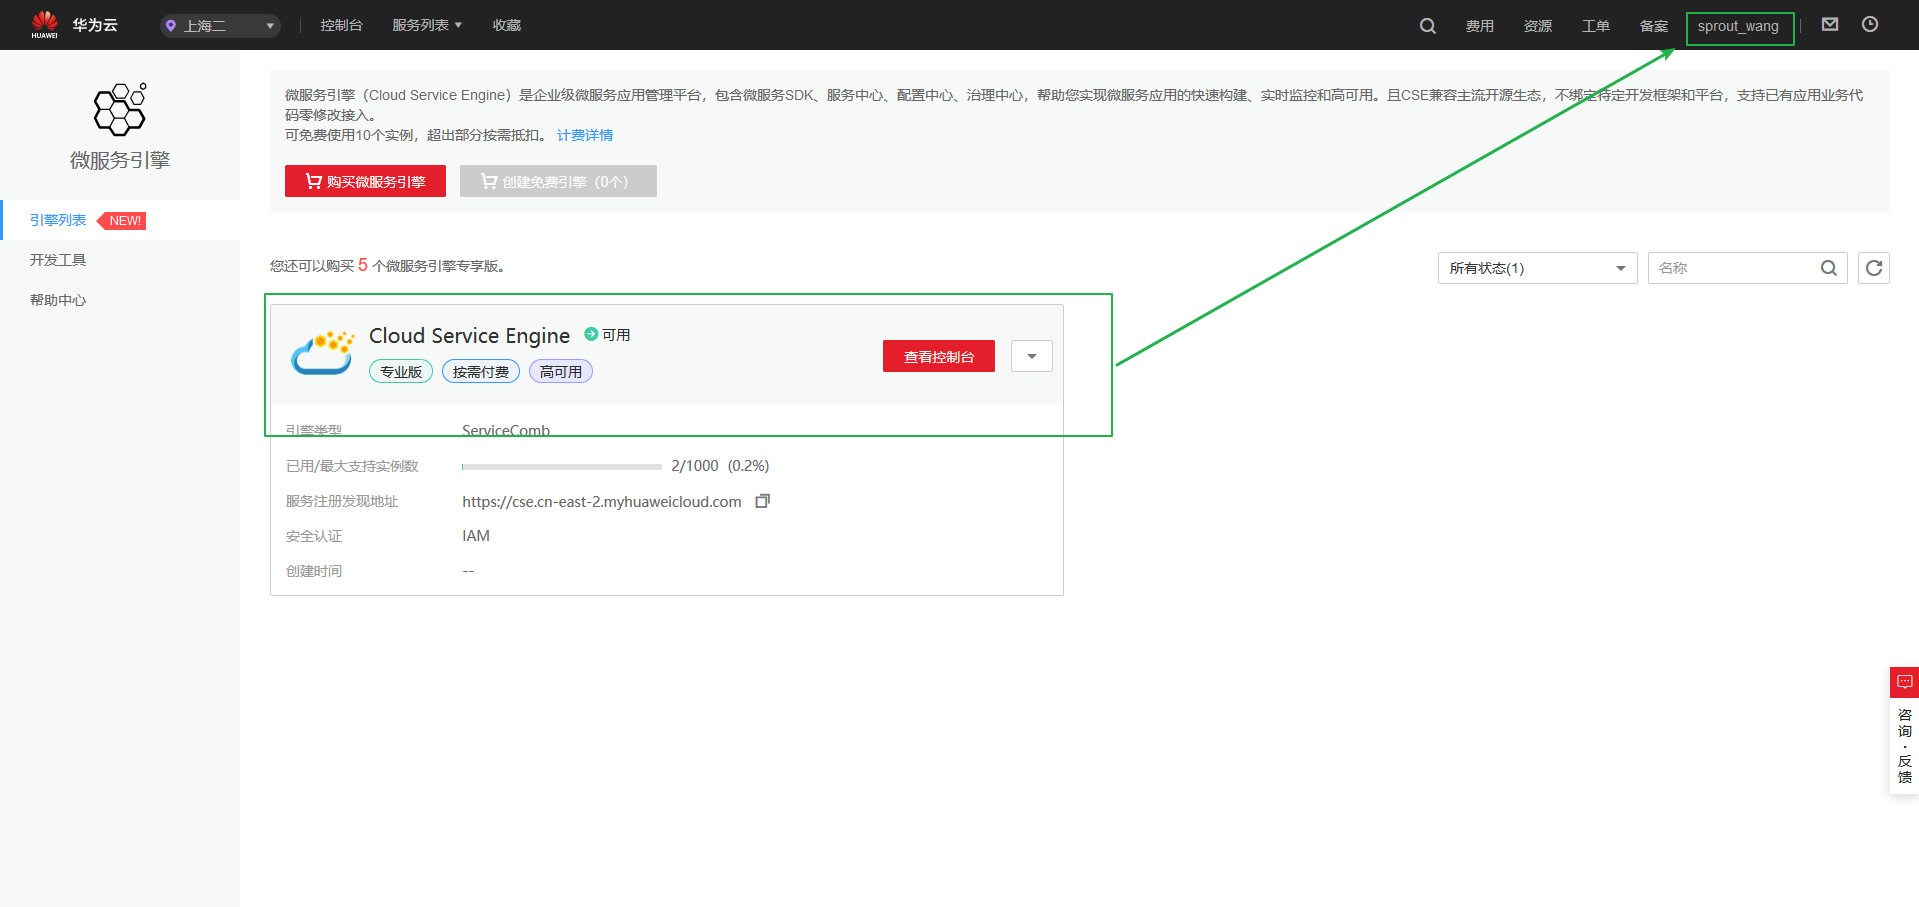 HUAWEI
华为云
上海二
控制台
服务列表
收藏
费用
资源
工单
备案
sprout_wang
微服务引擎
引擎列表 NEW!
开发工具
帮助中心
微服务引擎（Cloud Service Engine）是企业级微服务应用管理平台，包含微服务SDK、服务中心、配置中心、治理中心，帮助您实现微服务应用的快速构建、实时监控和高可用。且CSE兼容主流开源生态，不绑定特定开发框架和平台，支持已有应用业务代
码零修改接入。
可免费使用10个实例，超出部分按需抵扣。 计费详情
购买微服务引擎
创建免费引擎（0个）
您还可以购买 5 个微服务引擎专享版。
所有状态(1)
名称
Cloud Service Engine
可用
专业版
按需付费
高可用
查看控制台
引擎类型 ServiceComb
已用/最大支持实例数 2/1000 (0.2%)
服务注册发现地址 https://cse.cn-east-2.myhuaweicloud.com
安全认证 IAM
创建时间 --
咨询·反馈